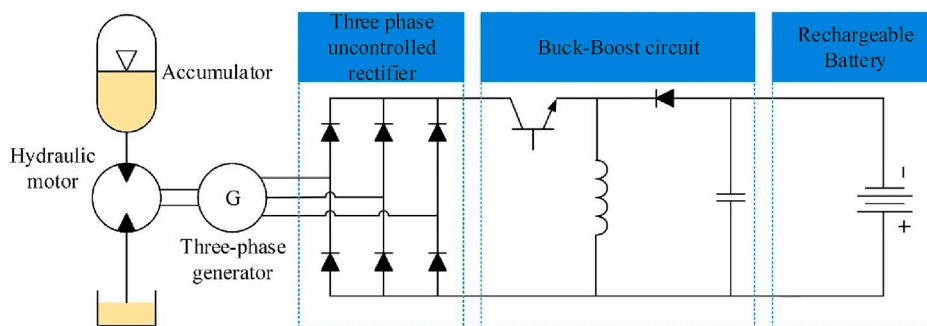 Three phase
uncontrolled
rectifier
Buck-Boost circuit
Rechargeable
Battery
Accumulator
Hydraulic
motor
G
Three-phase
generator
-
+